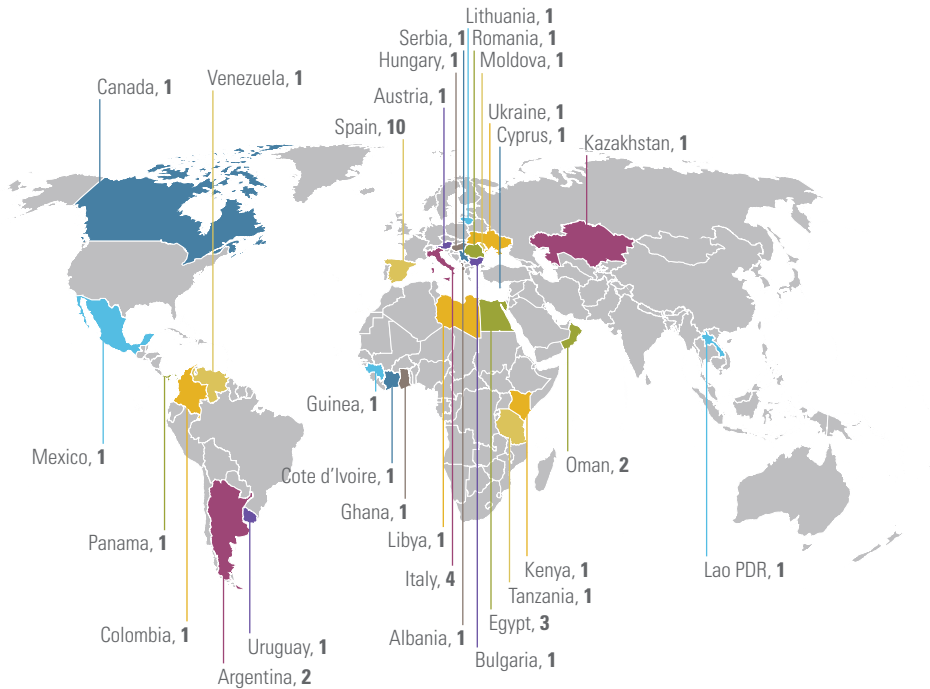 Lithuania, 1
Serbia, 1
Romania, 1
Hungary, 1
Moldova, 1
Canada, 1
Venezuela, 1
Austria, 1
Ukraine, 1
Spain, 10
Cyprus, 1
Kazakhstan, 1
Guinea, 1
Mexico, 1
Oman, 2
Cote d'Ivoire, 1
Ghana, 1
Panama, 1
Libya, 1
Italy, 4
Kenya, 1
Lao PDR, 1
Tanzania, 1
Egypt, 3
Colombia, 1
Albania, 1
Uruguay, 1
Bulgaria, 1
Argentina, 2